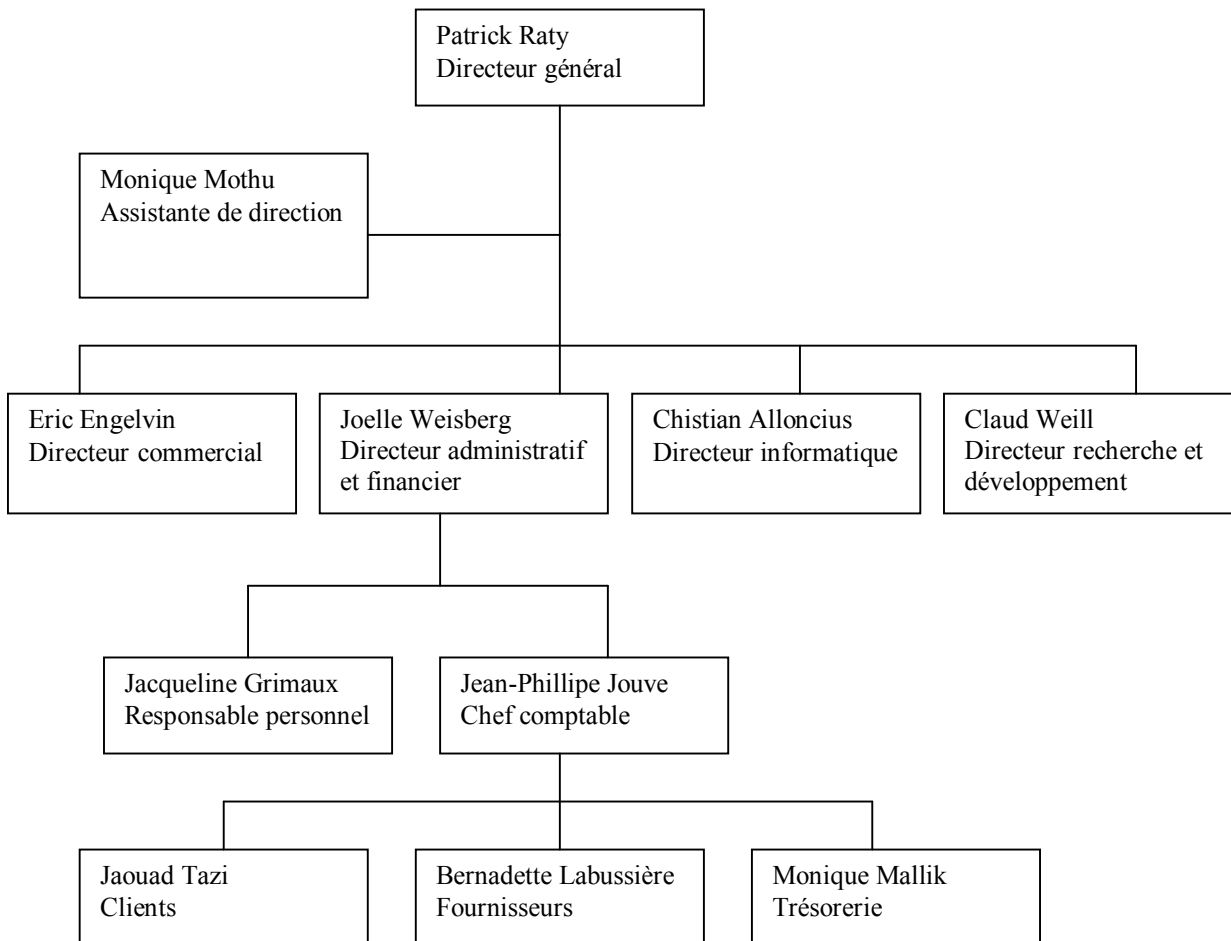 Patrick Raty
Directeur général
Monique Mothu
Assistante de direction
Eric Engelvin
Directeur commercial
Joelle Weisberg
Directeur administratif
et financier
Chistian Alloncius
Directeur informatique
Claud Weill
Directeur recherche et
développement
Jacqueline Grimaux
Responsable personnel
Jean-Phillipe Jouve
Chef comptable
Jaouad Tazi
Clients
Bernadette Labussière
Fournisseurs
Monique Mallik
Trésorerie